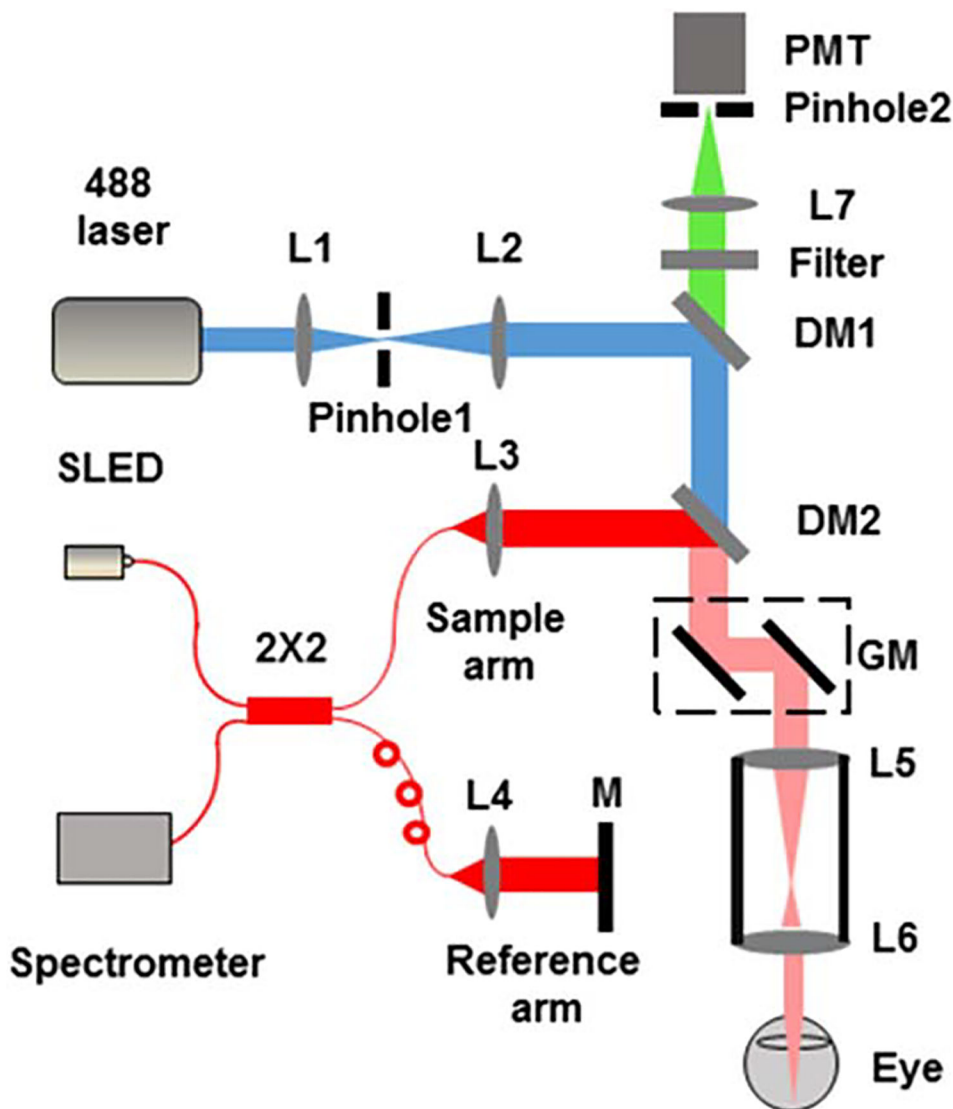 PMT
Pinhole2
488
laser
L1
L2
L7
Filter
DM1
Pinhole1
SLED
L3
DM2
Sample
arm
2X2
GM
L4
M
L5
Spectrometer
Reference
arm
L6
Eye